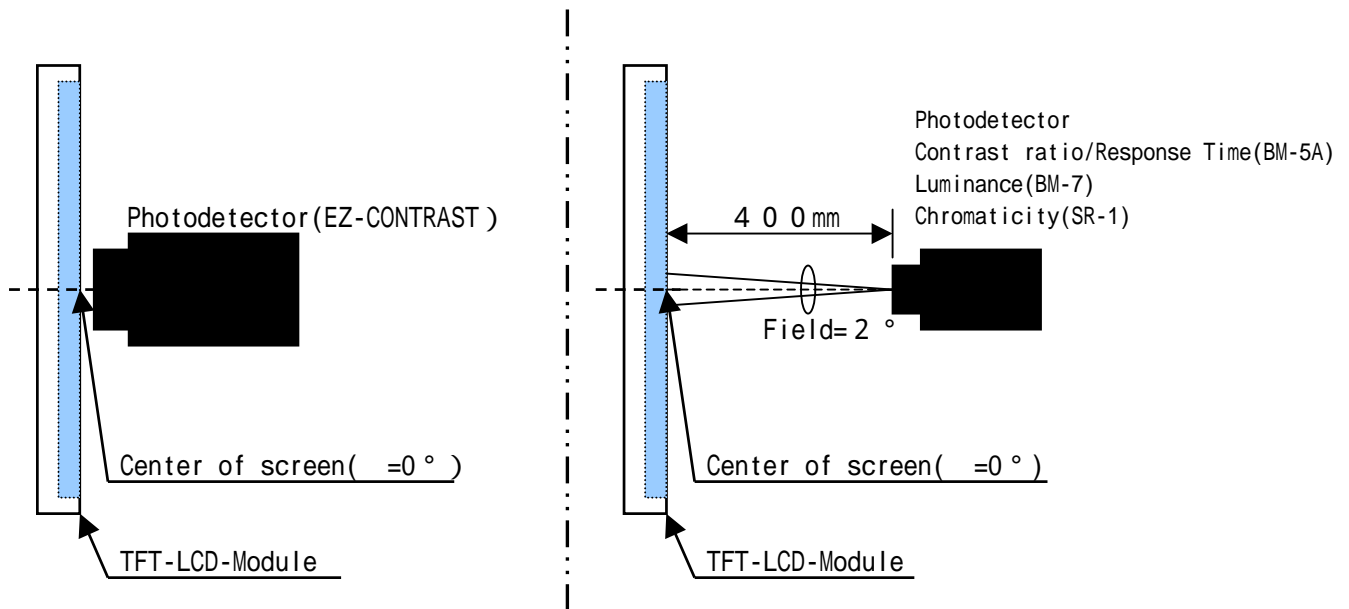 Photodetector(EZ-CONTRAST)
Center of screen( =0°)
TFT-LCD-Module
Photodetector
Contrast ratio/Response Time(BM-5A)
Luminance(BM-7)
Chromaticity(SR-1)
400mm
Field=2°
Center of screen( =0°)
TFT-LCD-Module